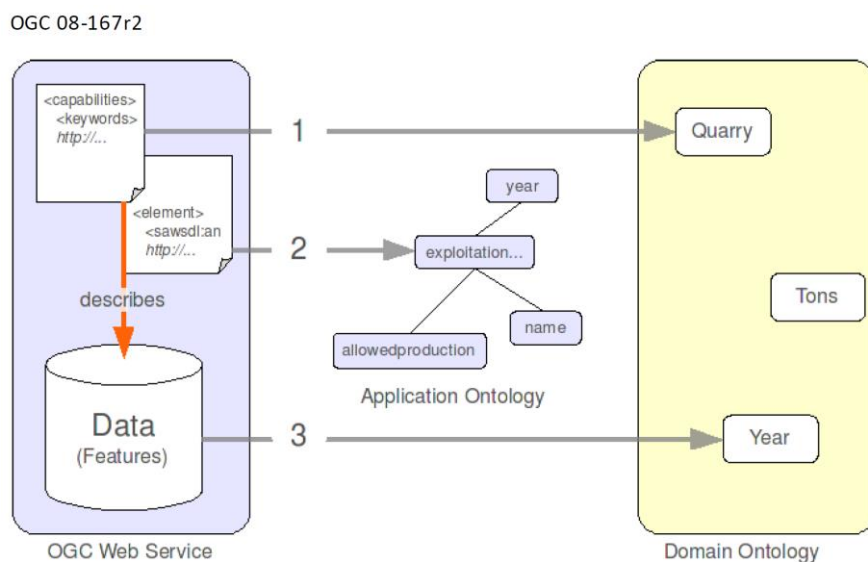 OGC 08-167r2
<capabilities>
<keywords>
http://...
1
Quarry
year
<element>
<sawsdl:an
http://...
2
exploitation...
Tons
describes
name
allowedproduction
Application Ontology
Data
(Features)
3
Year
OGC Web Service
Domain Ontology